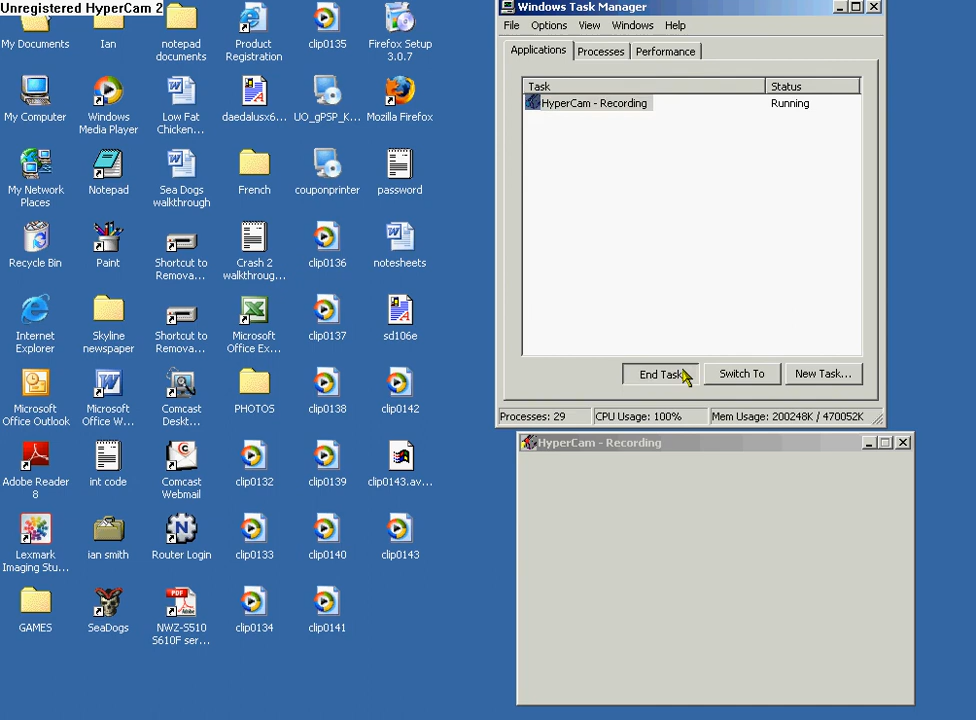 Unregistered HyperCam 2
My Documents
Ian
notepad
documents
Product
Registration
clip0135
Firefox Setup
3.0.7
My Computer
Windows
Media Player
Low Fat
Chicken...
daedalusx6...
UO_gPSP_K...
Mozilla Firefox
My Network
Places
Notepad
Sea Dogs
walkthrough
French
couponprinter
password
Recycle Bin
Paint
Shortcut to
Remova...
Crash 2
walkthroug...
clip0136
notesheets
Internet
Explorer
Skyline
newspaper
Shortcut to
Remova...
Microsoft
Office Ex...
clip0137
sd106e
Microsoft
Office Outlook
Microsoft
Office W...
Comcast
Deskt...
PHOTOS
clip0138
clip0142
Adobe Reader
8
int code
Comcast
Webmail
clip0132
clip0139
clip0143.av...
Lexmark
Imaging Stu...
ian smith
Router Login
clip0133
clip0140
clip0143
GAMES
SeaDogs
PDF
NWZ-S510
S610F ser...
clip0134
clip0141
Windows Task Manager
File Options View Windows Help
Applications Processes Performance
Task Status
HyperCam - Recording Running
End Task Switch To New Task...
Processes: 29 CPU Usage: 100% Mem Usage: 200248K / 470052K
HyperCam - Recording